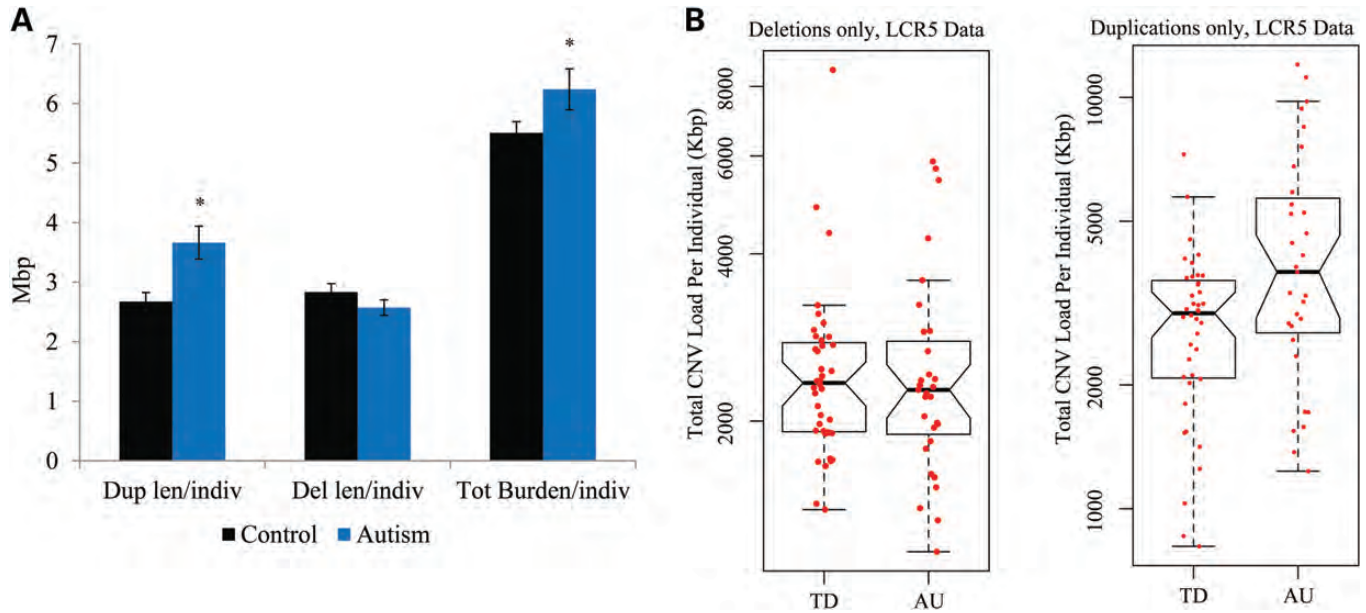 A
7
6
5
4
3
2
1
0
Mbp
*
*
Dup len/indiv
Del len/indiv
Tot Burden/indiv
Control
Autism
B
Deletions only, LCR5 Data
Total CNV Load Per Individual (Kbp)
8000
6000
4000
2000
TD
AU
Duplications only, LCR5 Data
Total CNV Load Per Individual (Kbp)
10000
5000
2000
1000
TD
AU